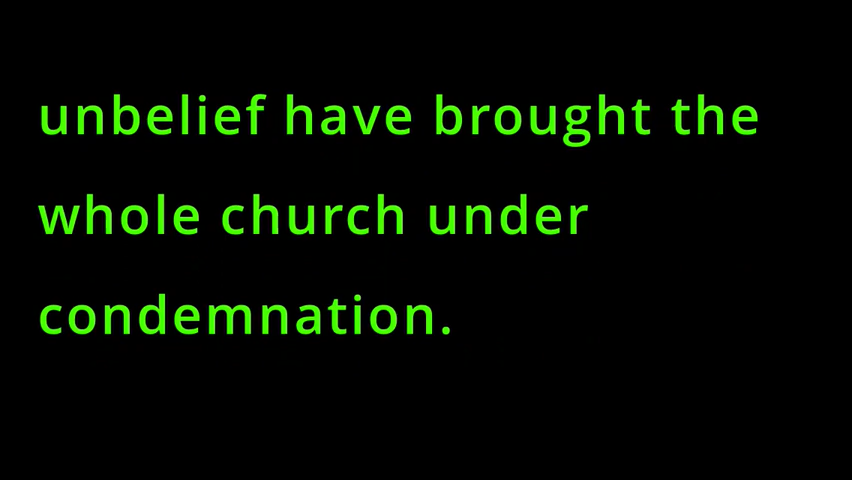 unbelief have brought the
whole church under
condemnation.